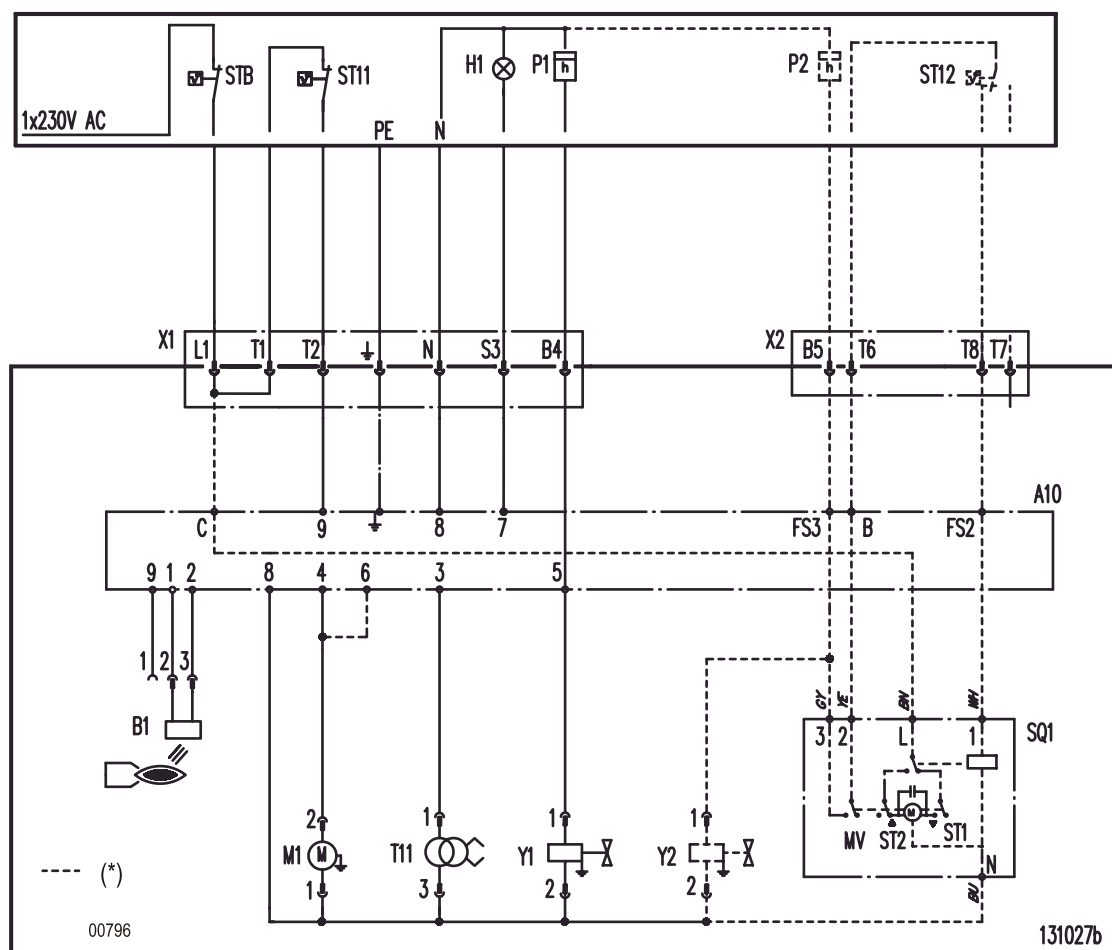 STB
ST11
H1
P1
h
P2
h
ST12
1x230V AC
PE
N
X1
L1
T1
T2
N
S3
B4
X2
B5
T6
T8
T7
A10
C
9
8
7
FS3
B
FS2
9
1
2
8
4
6
3
5
1
2
3
B1
GY
YE
BN
WH
3
2
L
1
SQ1
M
MV
ST2
ST1
N
BU
2
M1
M
1
1
T11
3
1
Y1
2
1
Y2
2
---- (*)
00796
131027b